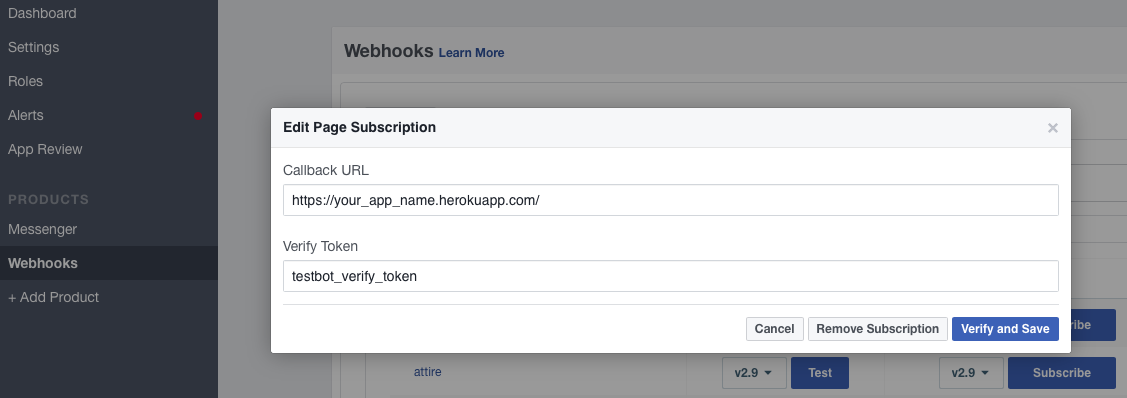 Dashboard
Settings
Roles
Alerts
App Review
PRODUCTS
Messenger
Webhooks
+ Add Product
Webhooks Learn More
Edit Page Subscription ×
Callback URL
https://your_app_name.herokuapp.com/
Verify Token
testbot_verify_token
Cancel Remove Subscription Verify and Save
attire v2.9 Test v2.9 Subscribe